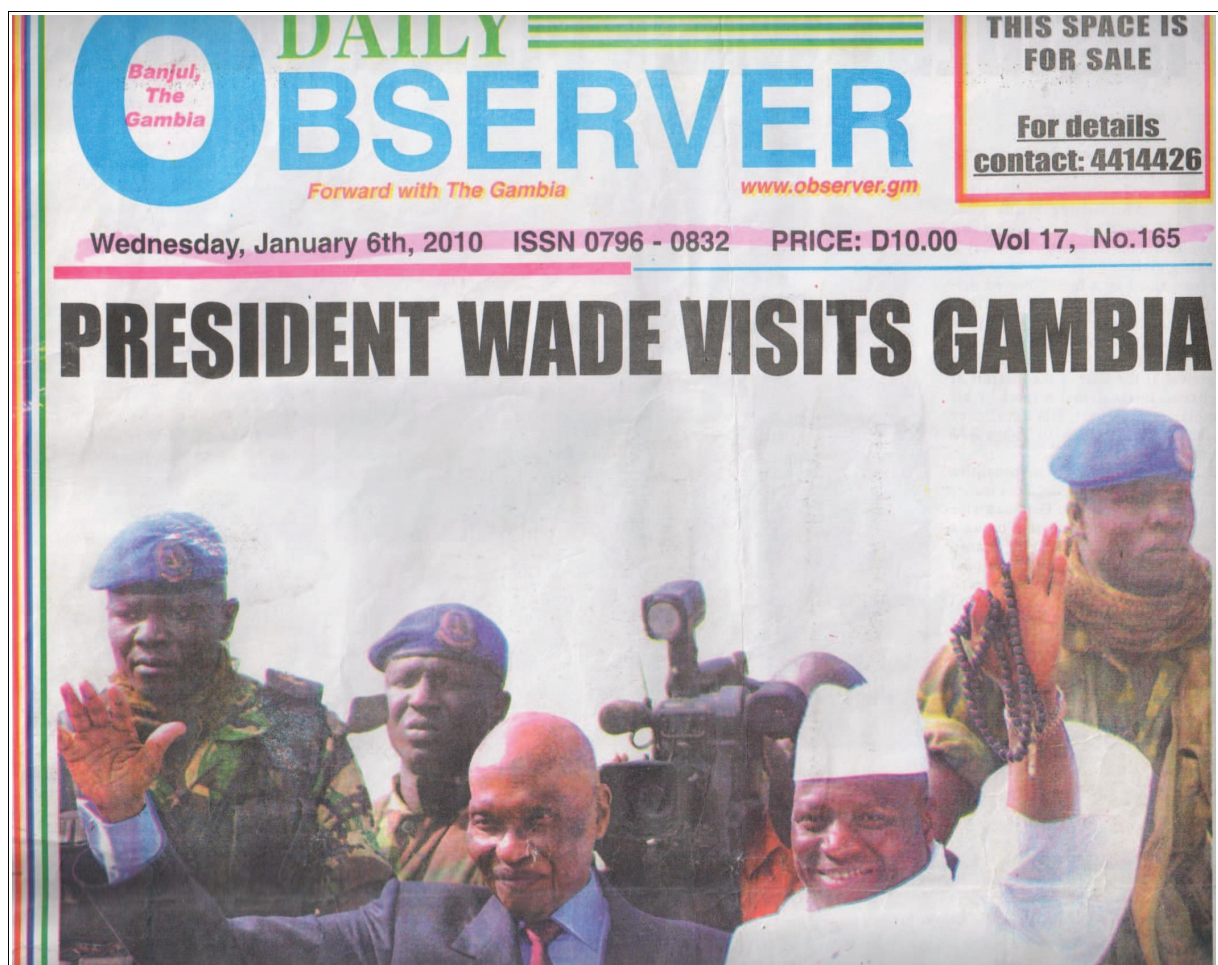 DAILY
OBSERVER
Banjul,
The
Gambia
Forward with The Gambia
www.observer.gm
THIS SPACE IS
FOR SALE
For details
contact: 4414426
Wednesday, January 6th, 2010 ISSN 0796 - 0832 PRICE: D10.00 Vol 17, No.165
PRESIDENT WADE VISITS GAMBIA